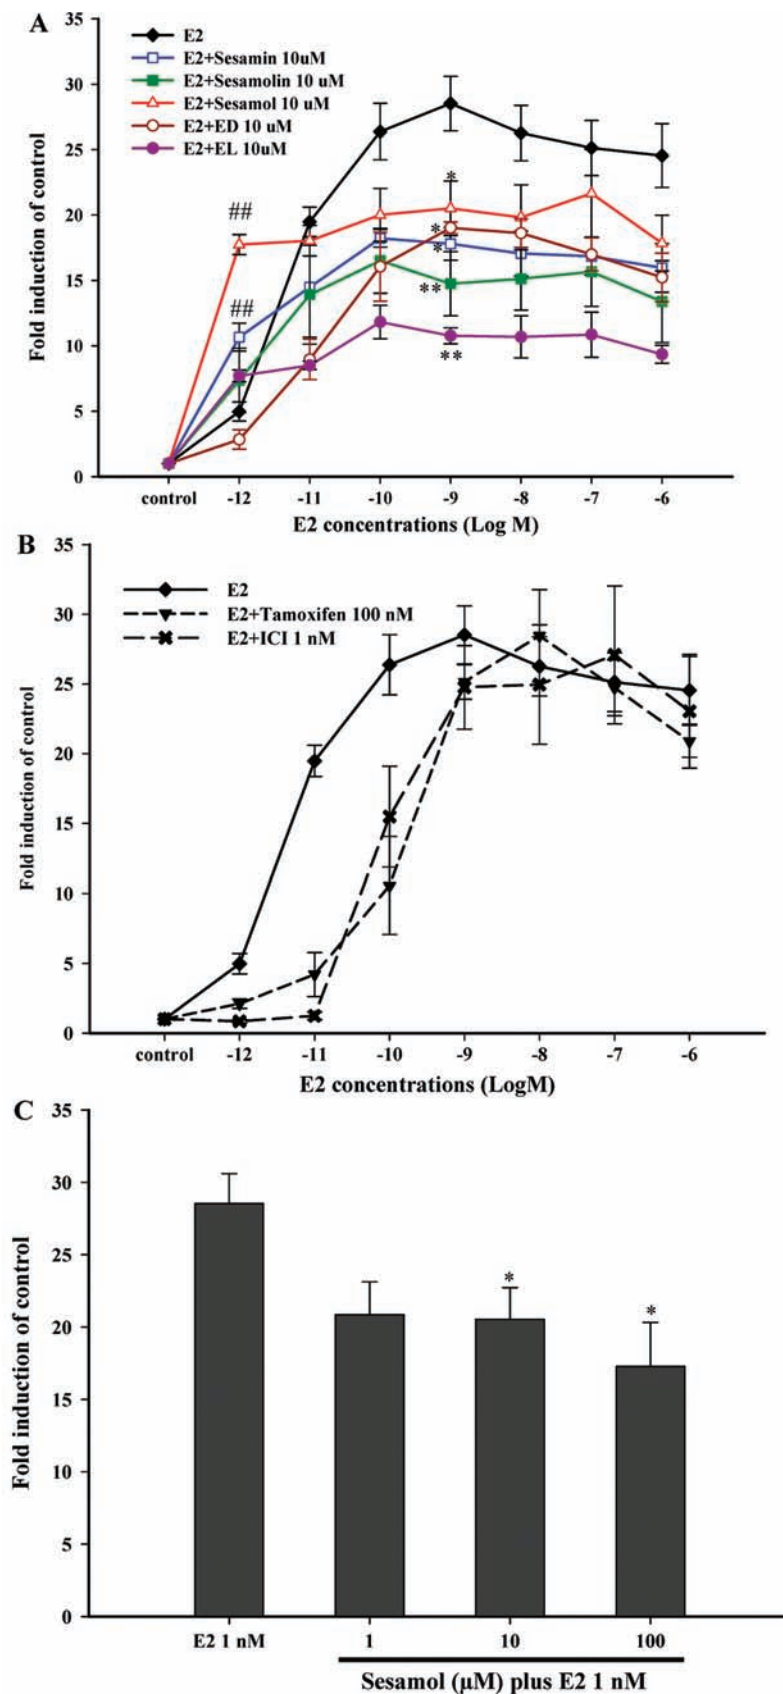 A
E2
E2+Sesamin 10uM
E2+Sesamolin 10 uM
E2+Sesamol 10 uM
E2+ED 10 uM
E2+EL 10uM
Fold induction of control
35
30
25
20
15
10
5
0
##
##
*
*
*
**
**
control -12 -11 -10 -9 -8 -7 -6
E2 concentrations (Log M)
B
E2
E2+Tamoxifen 100 nM
E2+ICI 1 nM
Fold induction of control
35
30
25
20
15
10
5
0
control -12 -11 -10 -9 -8 -7 -6
E2 concentrations (LogM)
C
Fold induction of control
35
30
25
20
15
10
5
0
*
*
E2 1 nM 1 10 100
Sesamol (µM) plus E2 1 nM